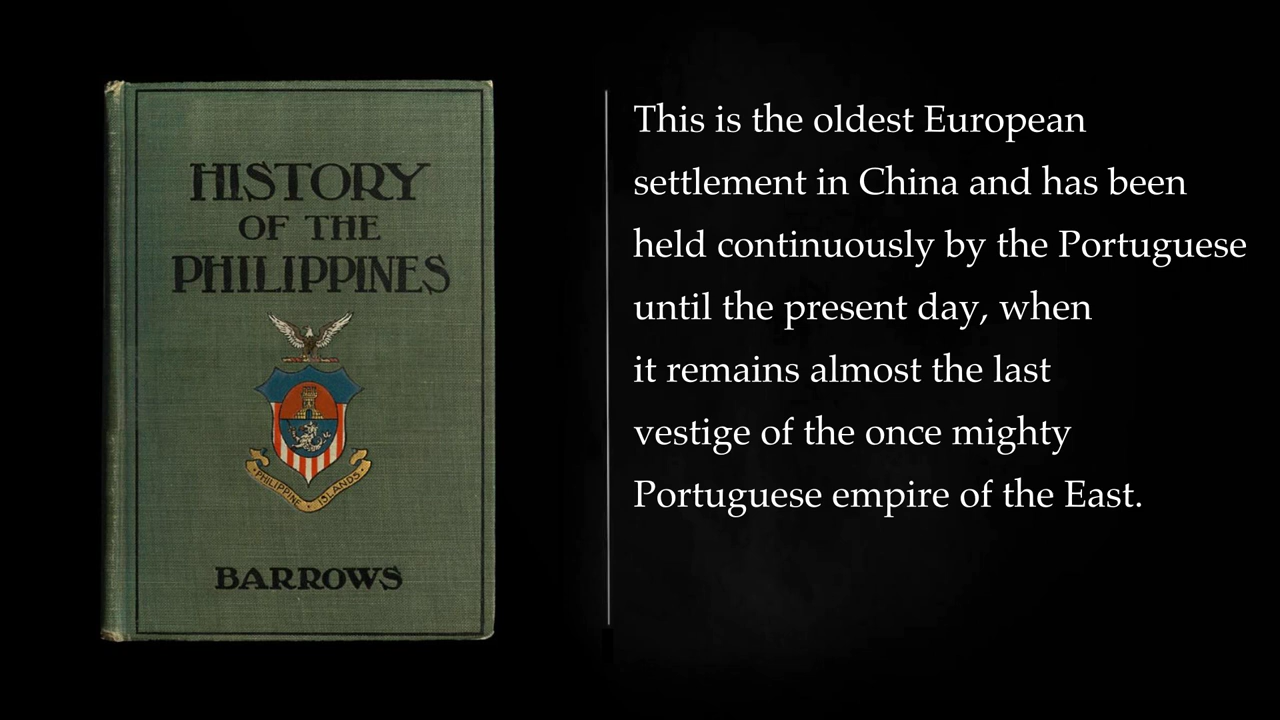 HISTORY
OF THE
PHILIPPINES
PHILIPPINE ISLANDS
BARROWS
This is the oldest European
settlement in China and has been
held continuously by the Portuguese
until the present day, when
it remains almost the last
vestige of the once mighty
Portuguese empire of the East.